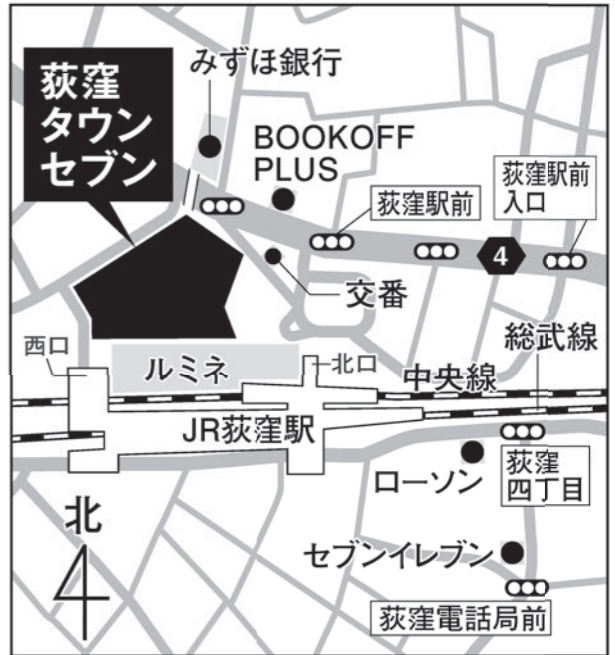 みずほ銀行
荻窪
タウン
セブン
BOOKOFF
PLUS
荻窪駅前
荻窪駅前
入口
4
交番
総武線
西口
ルミネ
北口
中央線
JR荻窪駅
ローソン
荻窪
四丁目
北
セブンイレブン
荻窪電話局前